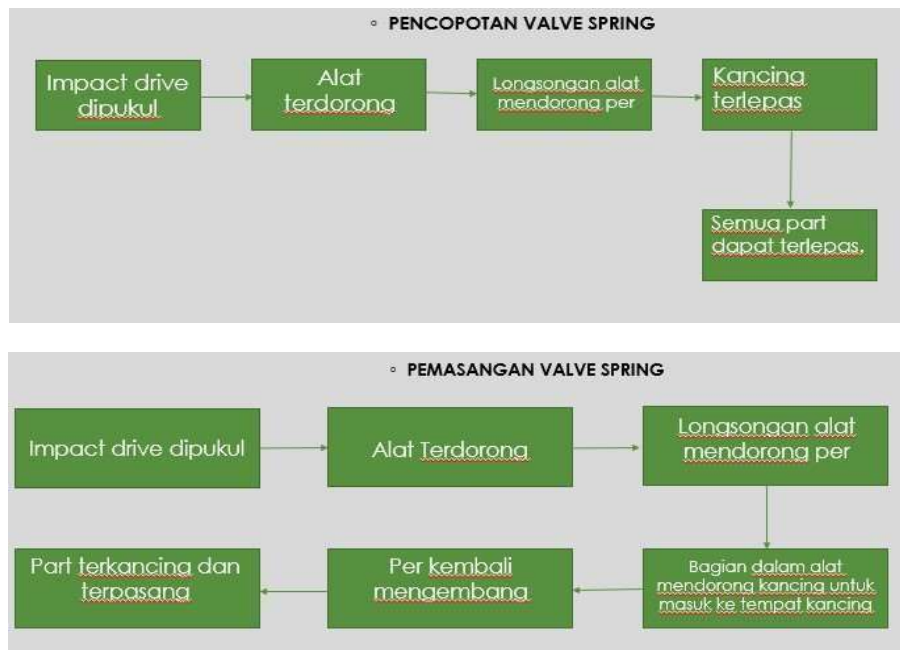 ◦ PENCOPOTAN VALVE SPRING
Impact drive
dipukul
Alat
terdorong
Longsongan alat
mendorong per
Kancing
terlepas
Semua part
dapat terlepas.
◦ PEMASANGAN VALVE SPRING
Impact drive dipukul
Alat Terdorong
Longsongan alat
mendorong per
Bagian dalam alat
mendorong kancing untuk
masuk ke tempat kancing
Per kembali
mengembang
Part terkancing dan
terpasang